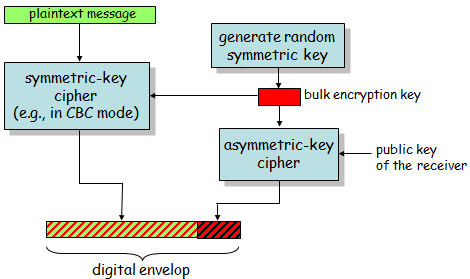 plaintext message
generate random
symmetric key
symmetric-key
cipher
(e.g., in CBC mode)
bulk encryption key
asymmetric-key
cipher
public key
of the receiver
digital envelop